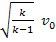 √(k/(k−1)) v₀